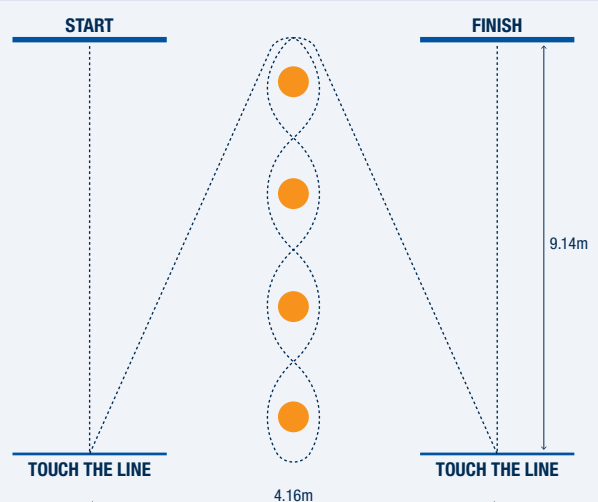 START
FINISH
9.14m
TOUCH THE LINE
TOUCH THE LINE
4.16m